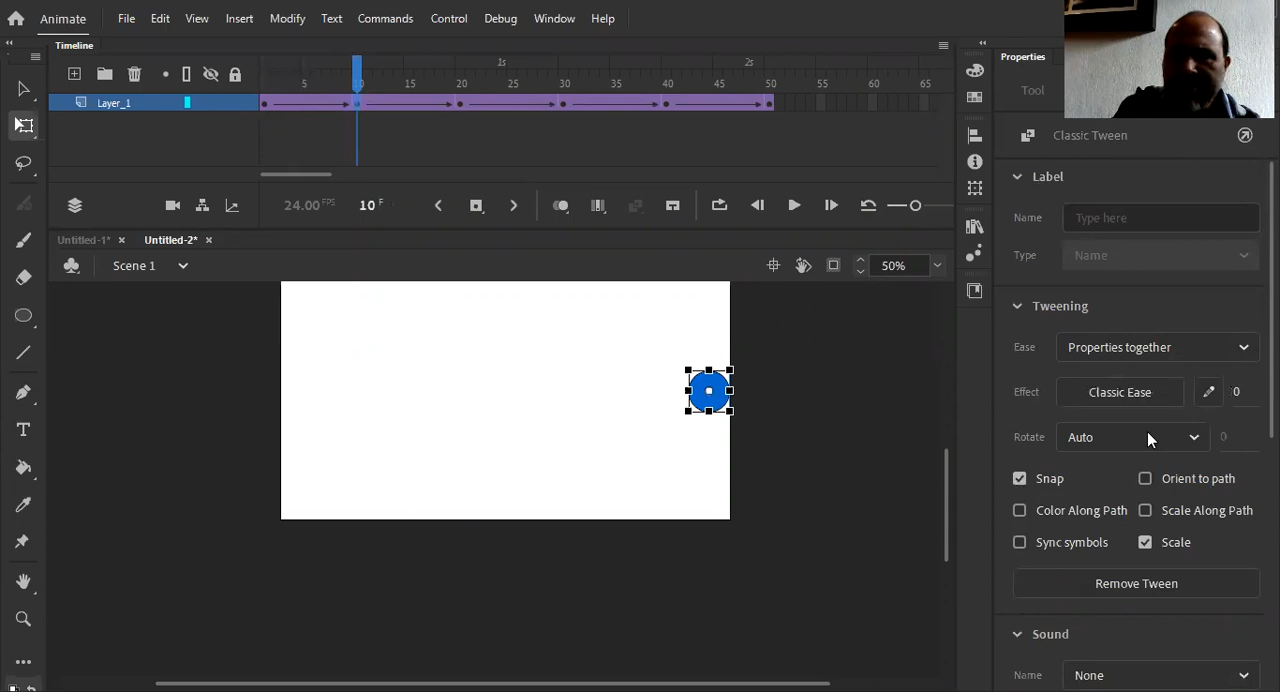 Animate File Edit View Insert Modify Text Commands Control Debug Window Help
Timeline
Properties
1s 2s
5 10 15 20 25 30 35 40 45 50 55 60 65
Tool
Layer_1
Classic Tween
Label
24.00 FPS 10 F
Name Type here
Untitled-1* × Untitled-2* ×
Type Name
Scene 1 50%
Tweening
Ease Properties together
Effect Classic Ease 0
Rotate Auto 0
Snap Orient to path
Color Along Path Scale Along Path
Sync symbols Scale
Remove Tween
Sound
Name None